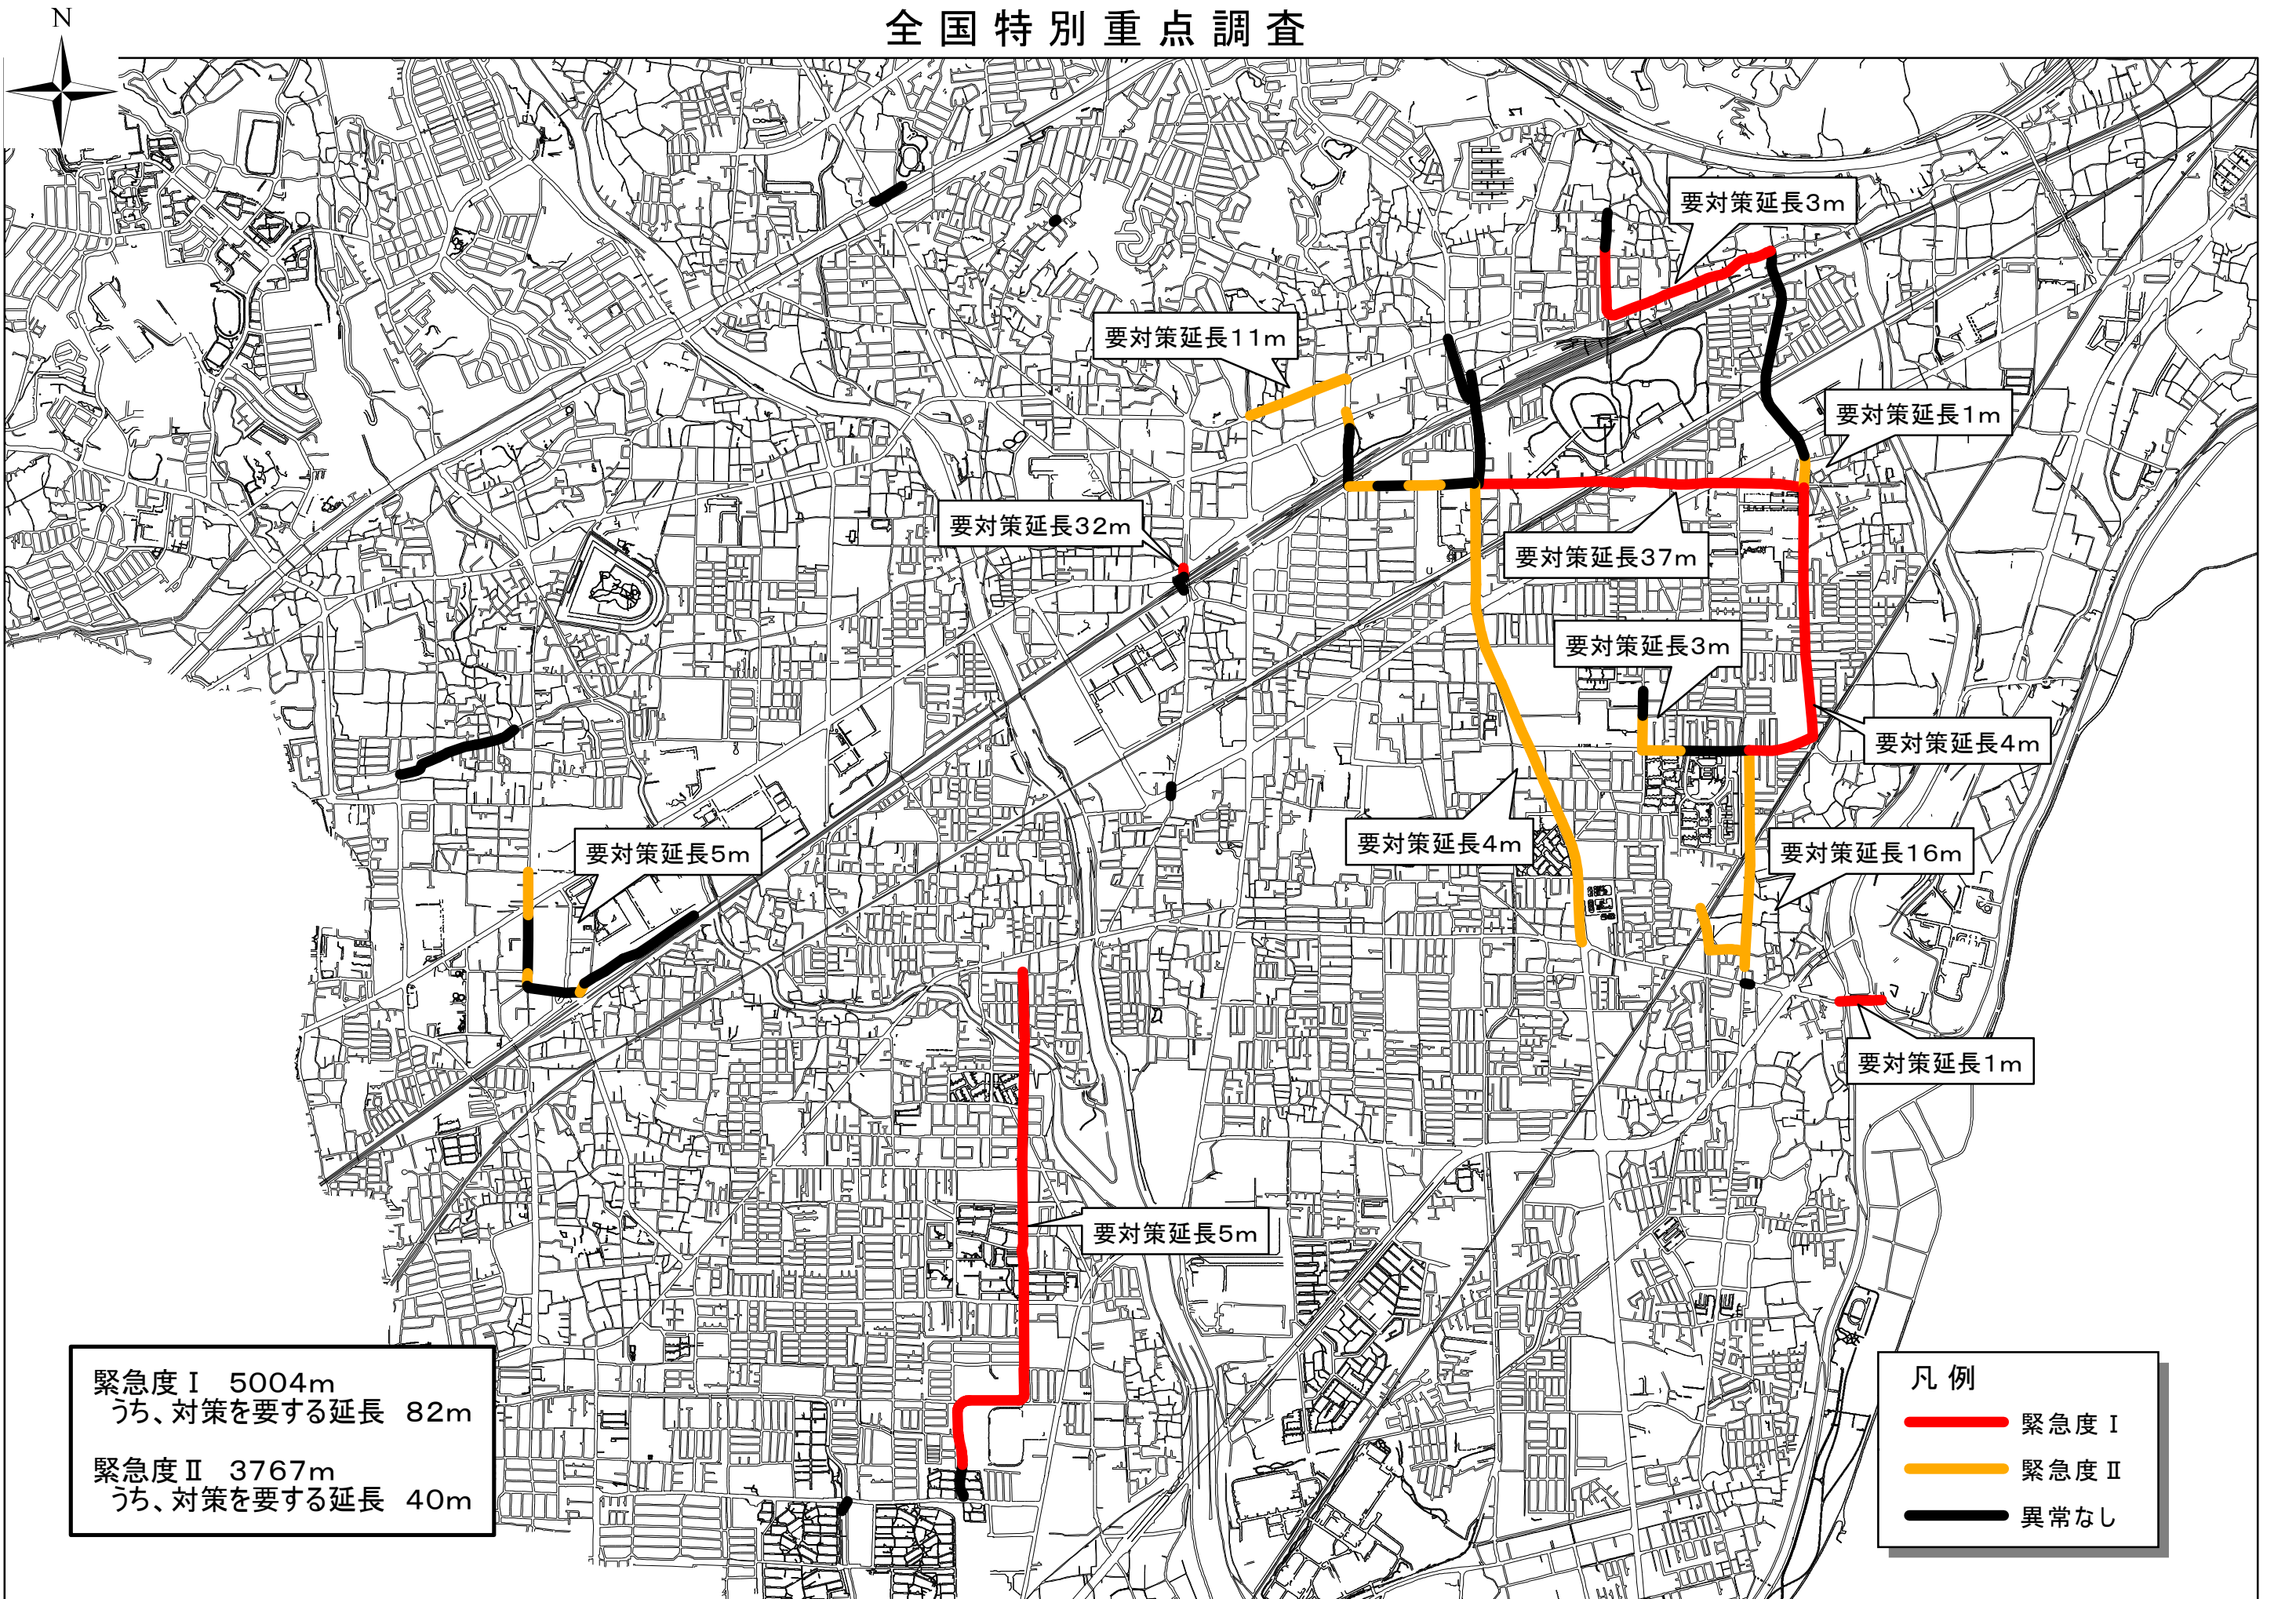 全国特別重点調査
N
要対策延長3m
要対策延長11m
要対策延長1m
要対策延長32m
要対策延長37m
要対策延長3m
要対策延長4m
要対策延長4m
要対策延長5m
要対策延長16m
要対策延長1m
要対策延長5m
緊急度Ⅰ 5004m
うち、対策を要する延長 82m
緊急度Ⅱ 3767m
うち、対策を要する延長 40m
凡例
緊急度Ⅰ
緊急度Ⅱ
異常なし